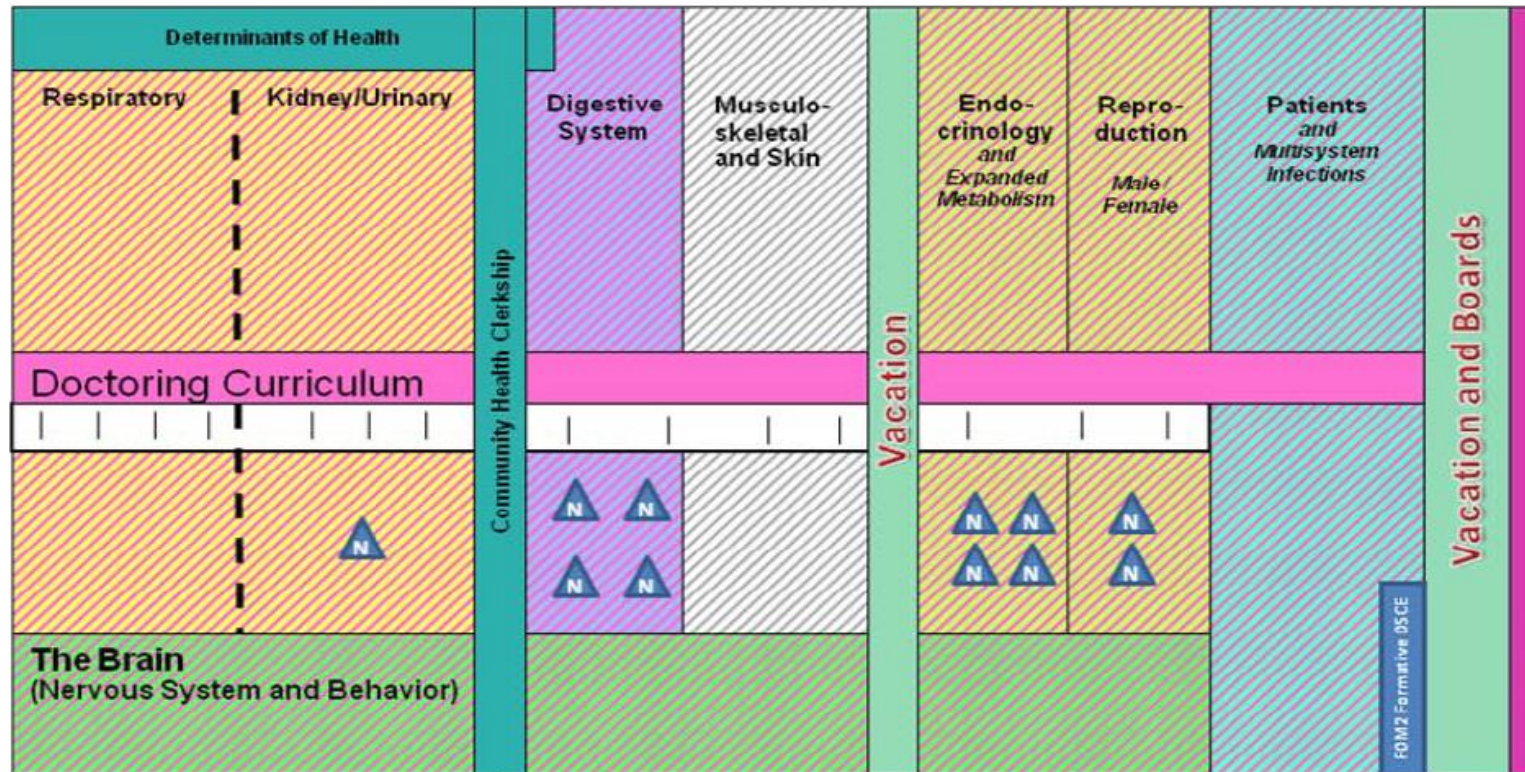 Determinants of Health
Respiratory
Kidney/Urinary
Community Health Clerkship
Digestive
System
Musculo-
skeletal
and Skin
Vacation
Endo-
crinology
and
Expanded
Metabolism
Repro-
duction
Male/
Female
Patients
and
Multisystem
Infections
Vacation and Boards
Doctoring Curriculum
N
N
N
N
N
N
N
N
N
N
N
The Brain
(Nervous System and Behavior)
FOM2 Formative OSCE